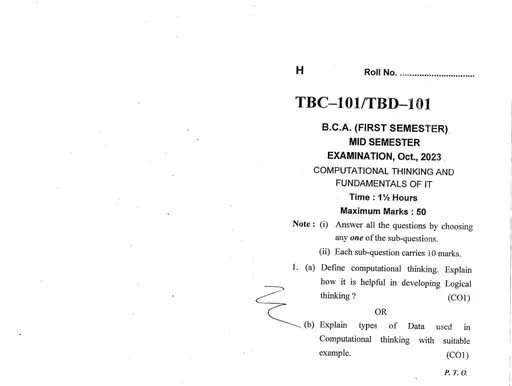 H Roll No. ...............................
TBC–101/TBD–101
B.C.A. (FIRST SEMESTER)
MID SEMESTER
EXAMINATION, Oct., 2023
COMPUTATIONAL THINKING AND
FUNDAMENTALS OF IT
Time : 1½ Hours
Maximum Marks : 50
Note : (i) Answer all the questions by choosing
any one of the sub-questions.
(ii) Each sub-question carries 10 marks.
1. (a) Define computational thinking. Explain
how it is helpful in developing Logical
thinking ? (CO1)
OR
(b) Explain types of Data used in
Computational thinking with suitable
example. (CO1)
P. T. O.